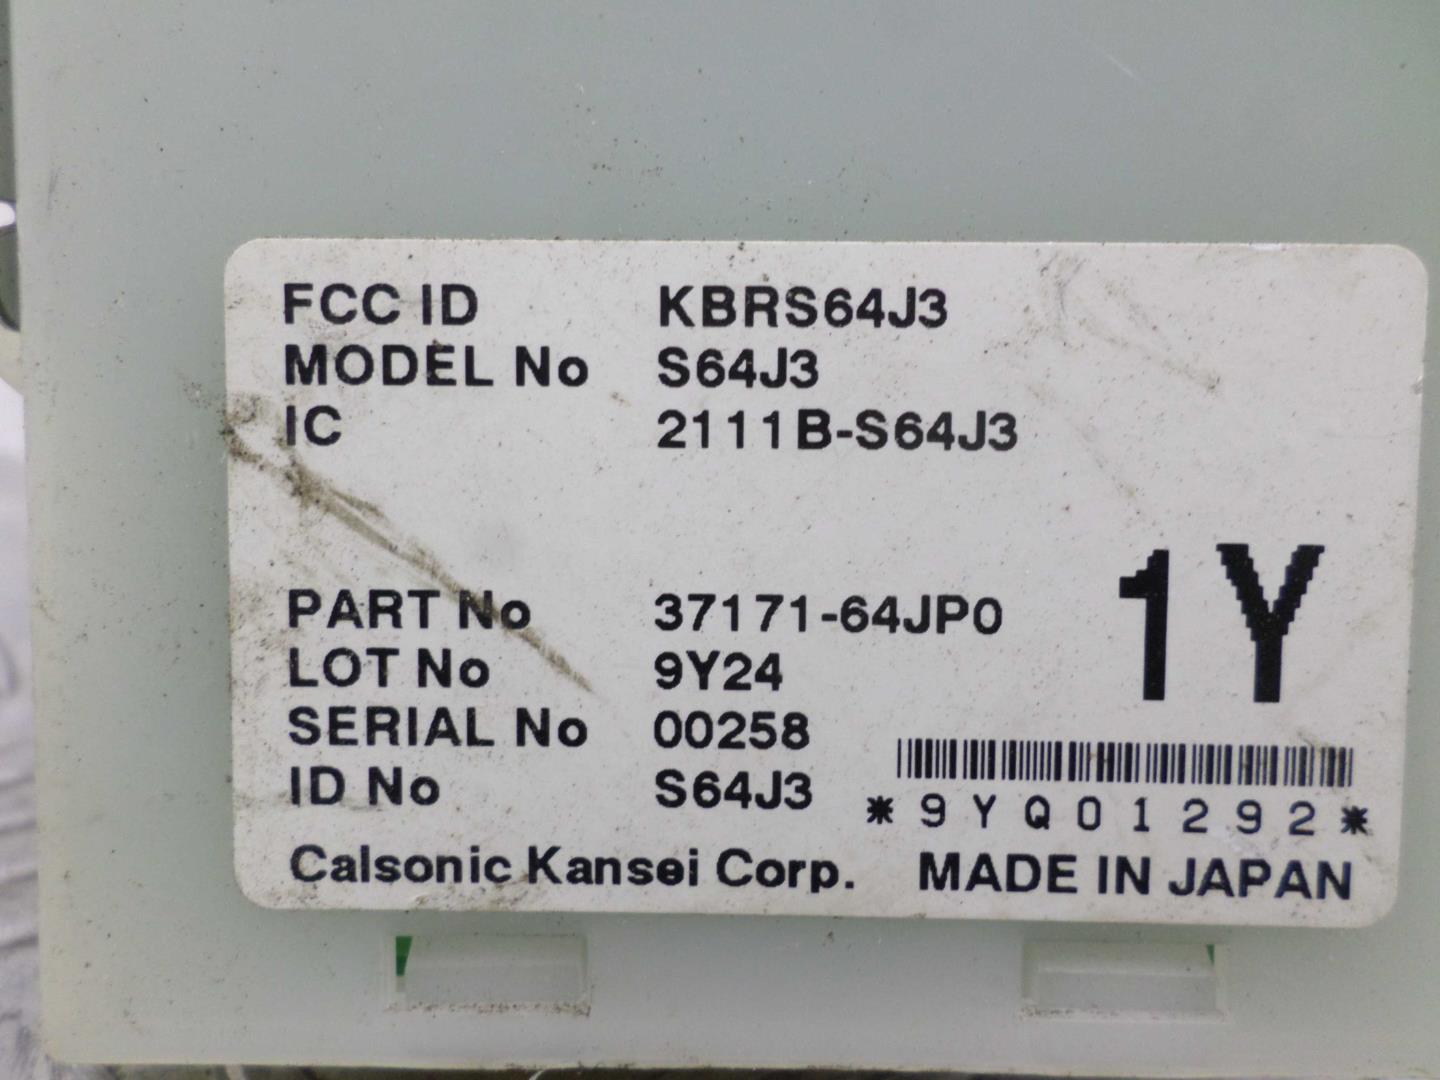 FCC ID KBRS64J3
MODEL No S64J3
IC 2111B-S64J3
1Y
PART No 37171-64JP0
LOT No 9Y24
SERIAL No 00258
ID No S64J3
*9YQ01292*
Calsonic Kansei Corp. MADE IN JAPAN